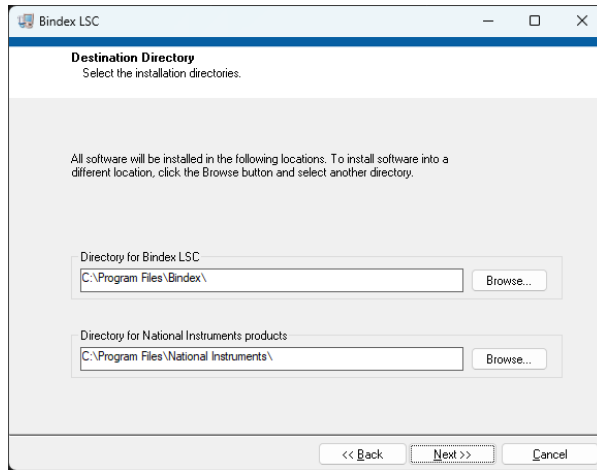 Bindex LSC
Destination Directory
Select the installation directories.
All software will be installed in the following locations. To install software into a
different location, click the Browse button and select another directory.
Directory for Bindex LSC
C:\Program Files\Bindex\
Browse...
Directory for National Instruments products
C:\Program Files\National Instruments\
Browse...
<< Back
Next >>
Cancel